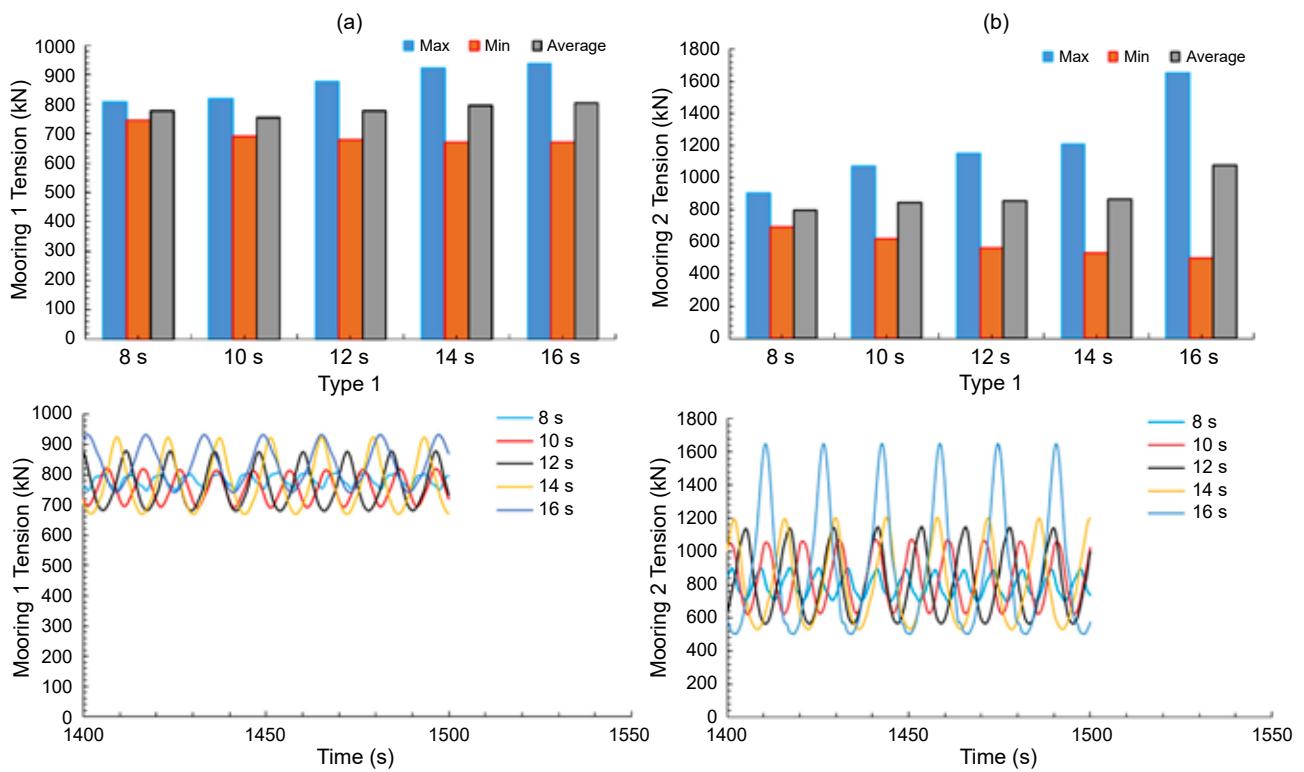 (a)
Max Min Average
Mooring 1 Tension (kN)
1000
900
800
700
600
500
400
300
200
100
0
8 s 10 s 12 s 14 s 16 s
Type 1
(b)
Max Min Average
Mooring 2 Tension (kN)
1800
1600
1400
1200
1000
800
600
400
200
0
8 s 10 s 12 s 14 s 16 s
Type 1
Mooring 1 Tension (kN)
1000
900
800
700
600
500
400
300
200
100
0
1400 1450 1500 1550
Time (s)
8 s
10 s
12 s
14 s
16 s
Mooring 2 Tension (kN)
1800
1600
1400
1200
1000
800
600
400
200
0
1400 1450 1500 1550
Time (s)
8 s
10 s
12 s
14 s
16 s